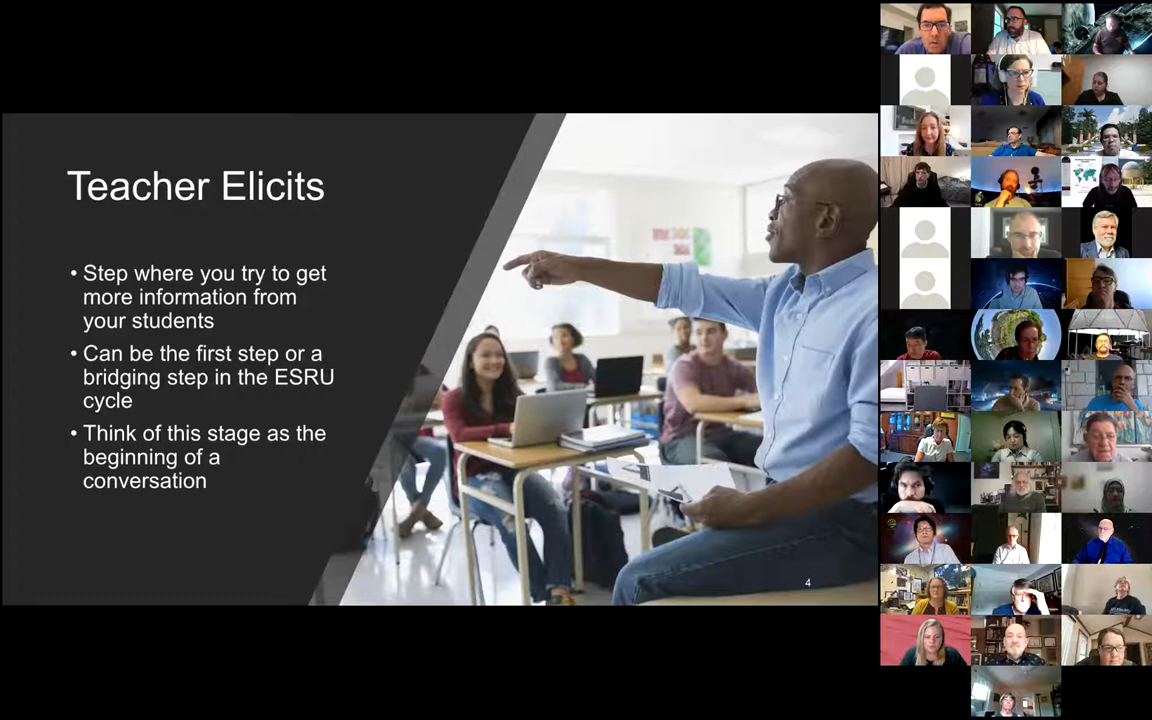 Teacher Elicits
• Step where you try to get
more information from
your students
• Can be the first step or a
bridging step in the ESRU
cycle
• Think of this stage as the
beginning of a
conversation
4